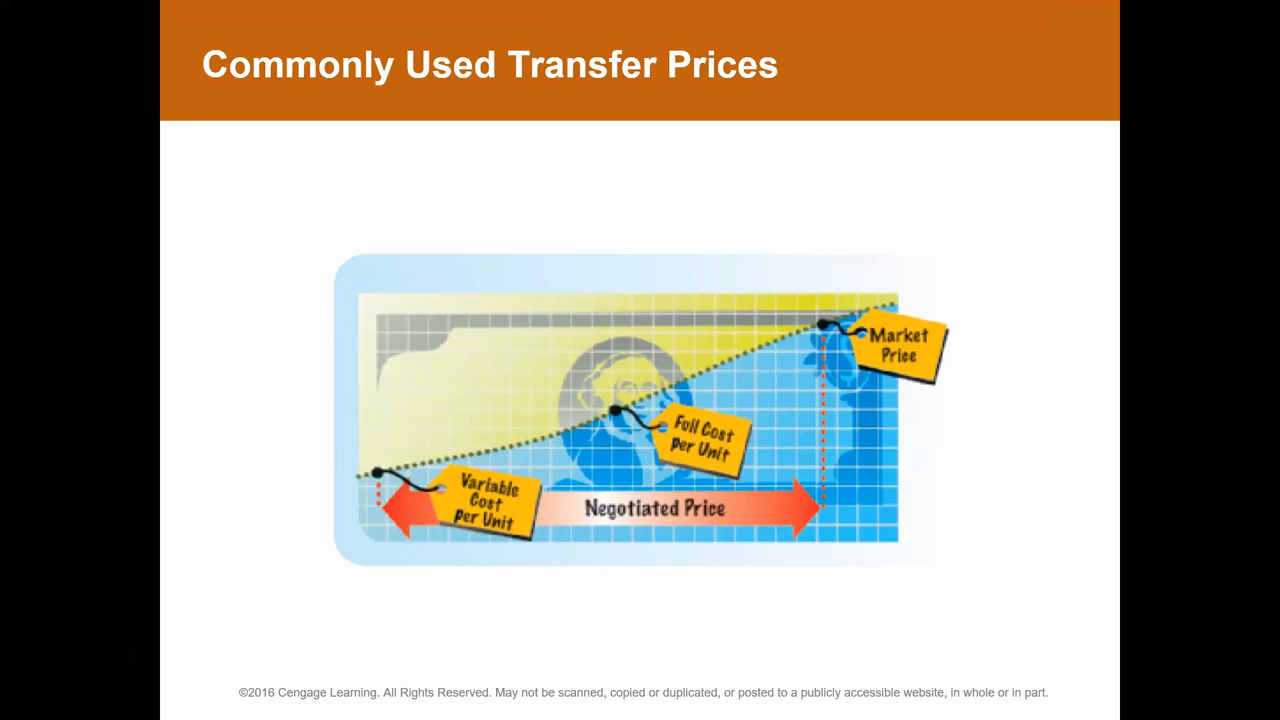 Commonly Used Transfer Prices
Market
Price
Full Cost
per Unit
Variable
Cost
per Unit
Negotiated Price
©2016 Cengage Learning. All Rights Reserved. May not be scanned, copied or duplicated, or posted to a publicly accessible website, in whole or in part.